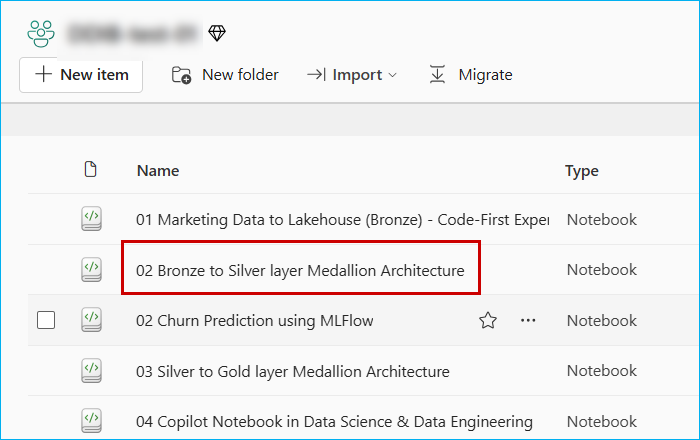 New item New folder Import Migrate
Name Type
01 Marketing Data to Lakehouse (Bronze) - Code-First Exper Notebook
02 Bronze to Silver layer Medallion Architecture Notebook
02 Churn Prediction using MLFlow Notebook
03 Silver to Gold layer Medallion Architecture Notebook
04 Copilot Notebook in Data Science & Data Engineering Notebook